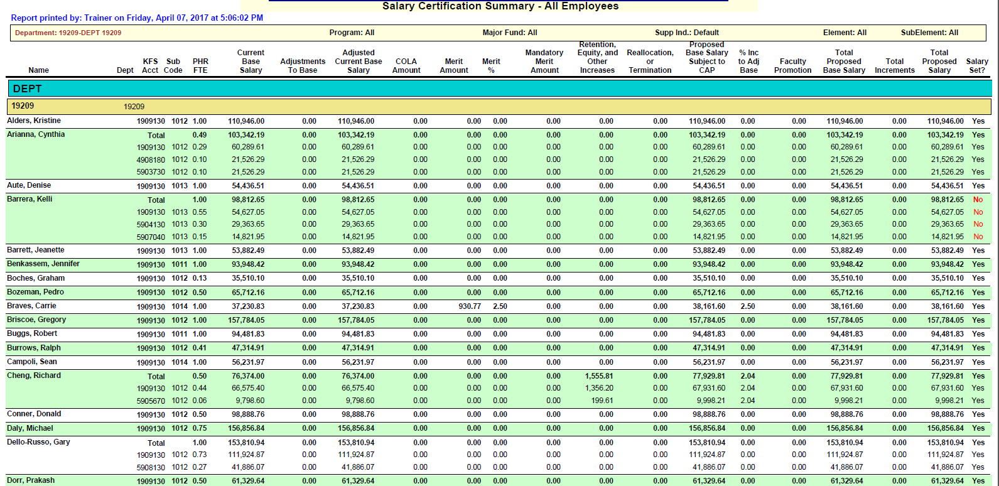 Salary Certification Summary - All Employees
Report printed by: Trainer on Friday, April 07, 2017 at 5:06:02 PM
Department: 19209-DEPT 19209 Program: All Major Fund: All Supp Ind.: Default Element: All SubElement: All
Name Dept KFS Acct Sub Code PHR FTE Current Base Salary Adjustments To Base Adjusted Current Base Salary COLA Amount Merit Amount Merit % Mandatory Merit Amount Retention, Equity, and Other Increases Reallocation, or Termination Proposed Base Salary Subject to CAP % Inc to Adj Base Faculty Promotion Total Proposed Base Salary Total Increments Total Proposed Salary Salary Set?
DEPT
19209 19209
Alders, Kristine 1909130 1012 1.00 110,946.00 0.00 110,946.00 0.00 0.00 0.00 0.00 0.00 0.00 110,946.00 0.00 0.00 110,946.00 0.00 110,946.00 Yes
Arianna, Cynthia Total 0.49 103,342.19 0.00 103,342.19 0.00 0.00 0.00 0.00 0.00 0.00 103,342.19 0.00 0.00 103,342.19 0.00 103,342.19 Yes
1909130 1012 0.29 60,289.61 0.00 60,289.61 0.00 0.00 0.00 0.00 0.00 0.00 60,289.61 0.00 0.00 60,289.61 0.00 60,289.61 Yes
4908180 1012 0.10 21,526.29 0.00 21,526.29 0.00 0.00 0.00 0.00 0.00 0.00 21,526.29 0.00 0.00 21,526.29 0.00 21,526.29 Yes
5903730 1012 0.10 21,526.29 0.00 21,526.29 0.00 0.00 0.00 0.00 0.00 0.00 21,526.29 0.00 0.00 21,526.29 0.00 21,526.29 Yes
Aute, Denise 1909130 1013 1.00 54,436.51 0.00 54,436.51 0.00 0.00 0.00 0.00 0.00 0.00 54,436.51 0.00 0.00 54,436.51 0.00 54,436.51 Yes
Barrera, Kelli Total 1.00 98,812.65 0.00 98,812.65 0.00 0.00 0.00 0.00 0.00 0.00 98,812.65 0.00 0.00 98,812.65 0.00 98,812.65 No
1909130 1013 0.55 54,627.05 0.00 54,627.05 0.00 0.00 0.00 0.00 0.00 0.00 54,627.05 0.00 0.00 54,627.05 0.00 54,627.05 No
5904130 1013 0.30 29,363.65 0.00 29,363.65 0.00 0.00 0.00 0.00 0.00 0.00 29,363.65 0.00 0.00 29,363.65 0.00 29,363.65 No
5907040 1013 0.15 14,821.95 0.00 14,821.95 0.00 0.00 0.00 0.00 0.00 0.00 14,821.95 0.00 0.00 14,821.95 0.00 14,821.95 No
Barrett, Jeanette 1909130 1013 1.00 53,882.49 0.00 53,882.49 0.00 0.00 0.00 0.00 0.00 0.00 53,882.49 0.00 0.00 53,882.49 0.00 53,882.49 Yes
Benkassem, Jennifer 1909130 1011 1.00 93,948.42 0.00 93,948.42 0.00 0.00 0.00 0.00 0.00 0.00 93,948.42 0.00 0.00 93,948.42 0.00 93,948.42 Yes
Boches, Graham 1909130 1012 0.13 35,510.10 0.00 35,510.10 0.00 0.00 0.00 0.00 0.00 0.00 35,510.10 0.00 0.00 35,510.10 0.00 35,510.10 Yes
Bozeman, Pedro 1909130 1012 0.50 65,712.16 0.00 65,712.16 0.00 0.00 0.00 0.00 0.00 0.00 65,712.16 0.00 0.00 65,712.16 0.00 65,712.16 Yes
Braves, Carrie 1909130 1014 1.00 37,230.83 0.00 37,230.83 0.00 930.77 2.50 0.00 0.00 0.00 38,161.60 2.50 0.00 38,161.60 0.00 38,161.60 Yes
Briscoe, Gregory 1909130 1012 1.00 157,784.05 0.00 157,784.05 0.00 0.00 0.00 0.00 0.00 0.00 157,784.05 0.00 0.00 157,784.05 0.00 157,784.05 Yes
Buggs, Robert 1909130 1011 1.00 94,481.83 0.00 94,481.83 0.00 0.00 0.00 0.00 0.00 0.00 94,481.83 0.00 0.00 94,481.83 0.00 94,481.83 Yes
Burrows, Ralph 1909130 1012 0.41 47,314.91 0.00 47,314.91 0.00 0.00 0.00 0.00 0.00 0.00 47,314.91 0.00 0.00 47,314.91 0.00 47,314.91 Yes
Campoli, Sean 1909130 1014 1.00 56,231.97 0.00 56,231.97 0.00 0.00 0.00 0.00 0.00 0.00 56,231.97 0.00 0.00 56,231.97 0.00 56,231.97 Yes
Cheng, Richard Total 0.50 76,374.00 0.00 76,374.00 0.00 0.00 0.00 0.00 1,555.81 0.00 77,929.81 2.04 0.00 77,929.81 0.00 77,929.81 Yes
1909130 1012 0.44 66,575.40 0.00 66,575.40 0.00 0.00 0.00 0.00 1,356.20 0.00 67,931.60 2.04 0.00 67,931.60 0.00 67,931.60 Yes
5905670 1012 0.06 9,798.60 0.00 9,798.60 0.00 0.00 0.00 0.00 199.61 0.00 9,998.21 2.04 0.00 9,998.21 0.00 9,998.21 Yes
Conner, Donald 1909130 1012 0.50 98,888.76 0.00 98,888.76 0.00 0.00 0.00 0.00 0.00 0.00 98,888.76 0.00 0.00 98,888.76 0.00 98,888.76 Yes
Daly, Michael 1909130 1012 0.75 156,856.84 0.00 156,856.84 0.00 0.00 0.00 0.00 0.00 0.00 156,856.84 0.00 0.00 156,856.84 0.00 156,856.84 Yes
Dello-Russo, Gary Total 1.00 153,810.94 0.00 153,810.94 0.00 0.00 0.00 0.00 0.00 0.00 153,810.94 0.00 0.00 153,810.94 0.00 153,810.94 Yes
1909130 1012 0.73 111,924.87 0.00 111,924.87 0.00 0.00 0.00 0.00 0.00 0.00 111,924.87 0.00 0.00 111,924.87 0.00 111,924.87 Yes
5908130 1012 0.27 41,886.07 0.00 41,886.07 0.00 0.00 0.00 0.00 0.00 0.00 41,886.07 0.00 0.00 41,886.07 0.00 41,886.07 Yes
Dorr, Prakash 1909130 1012 0.50 61,329.64 0.00 61,329.64 0.00 0.00 0.00 0.00 0.00 0.00 61,329.64 0.00 0.00 61,329.64 0.00 61,329.64 Yes